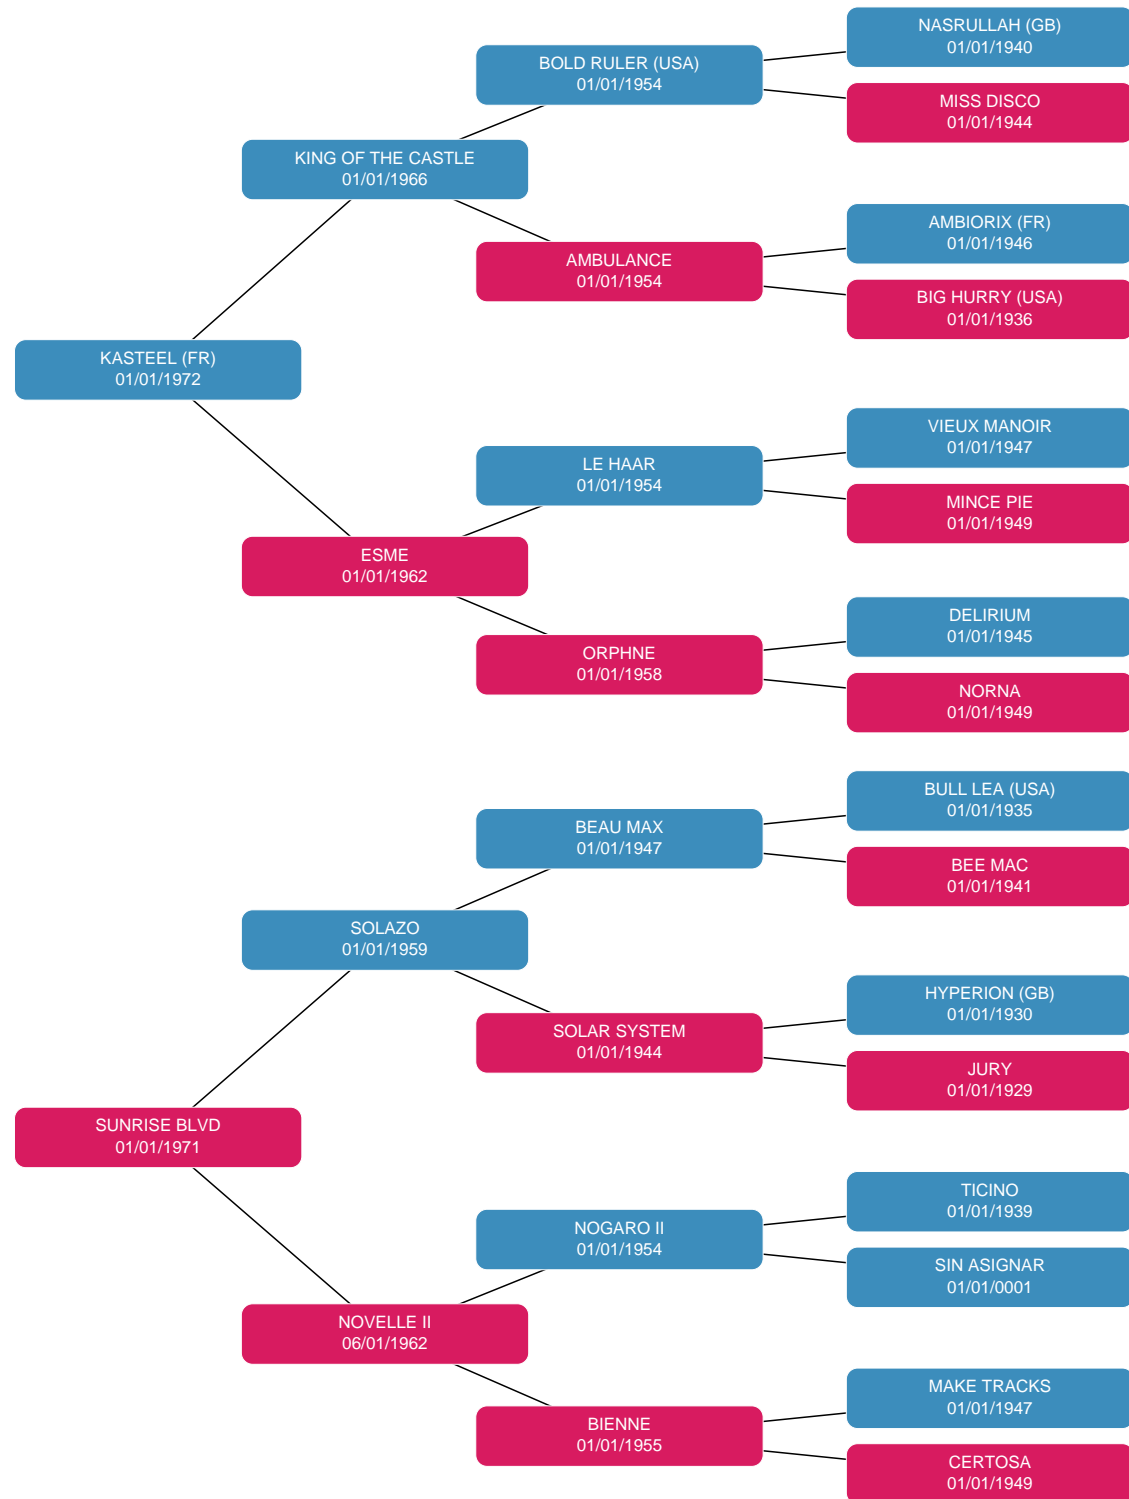 NASRULLAH (GB)
01/01/1940
BOLD RULER (USA)
01/01/1954
MISS DISCO
01/01/1944
KING OF THE CASTLE
01/01/1966
AMBIORIX (FR)
01/01/1946
AMBULANCE
01/01/1954
BIG HURRY (USA)
01/01/1936
KASTEEL (FR)
01/01/1972
VIEUX MANOIR
01/01/1947
LE HAAR
01/01/1954
MINCE PIE
01/01/1949
ESME
01/01/1962
DELIRIUM
01/01/1945
ORPHNE
01/01/1958
NORNA
01/01/1949
BULL LEA (USA)
01/01/1935
BEAU MAX
01/01/1947
BEE MAC
01/01/1941
SOLAZO
01/01/1959
HYPERION (GB)
01/01/1930
SOLAR SYSTEM
01/01/1944
JURY
01/01/1929
SUNRISE BLVD
01/01/1971
TICINO
01/01/1939
NOGARO II
01/01/1954
SIN ASIGNAR
01/01/0001
NOVELLE II
06/01/1962
MAKE TRACKS
01/01/1947
BIENNE
01/01/1955
CERTOSA
01/01/1949